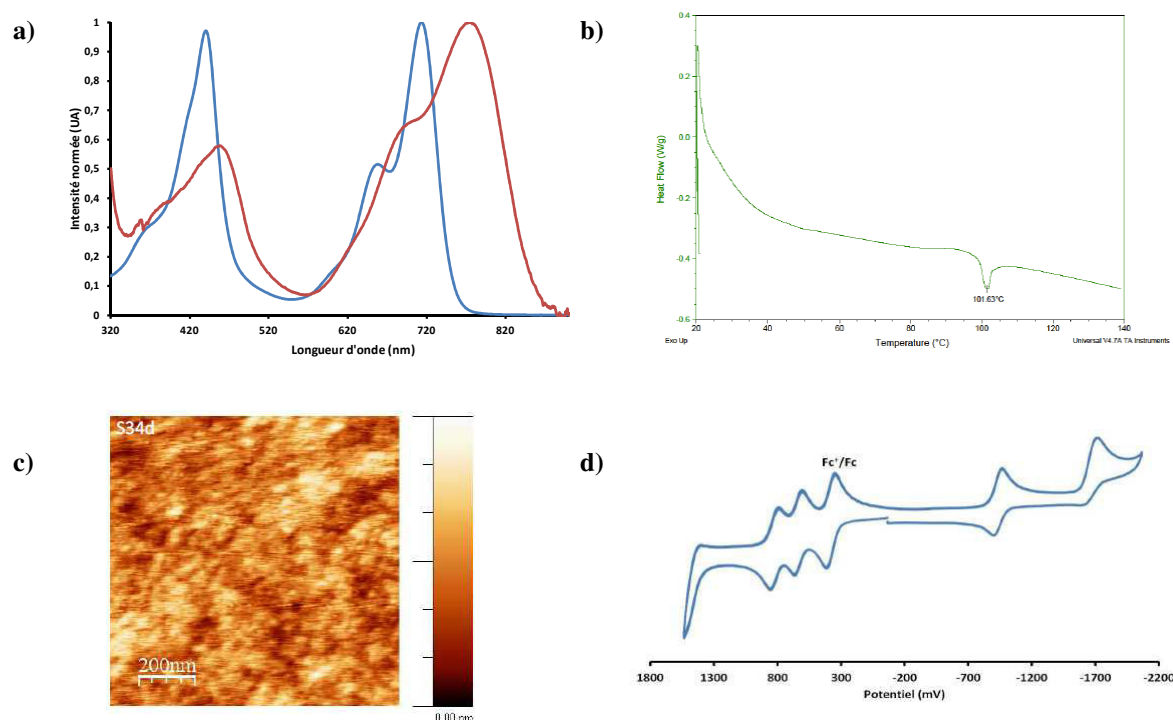 a)
Intensité normée (UA)
1
0,9
0,8
0,7
0,6
0,5
0,4
0,3
0,2
0,1
0
320 420 520 620 720 820
Longueur d'onde (nm)
b)
Heat Flow (W/g)
0.4
0.2
0.0
-0.2
-0.4
-0.6
101.63°C
20 40 60 80 100 120 140
Exo Up Temperature (°C) Universal V4.7A TA Instruments
c)
S34d
200nm
0.00 nm
d)
Fc⁺/Fc
1800 1300 800 300 -200 -700 -1200 -1700 -2200
Potentiel (mV)